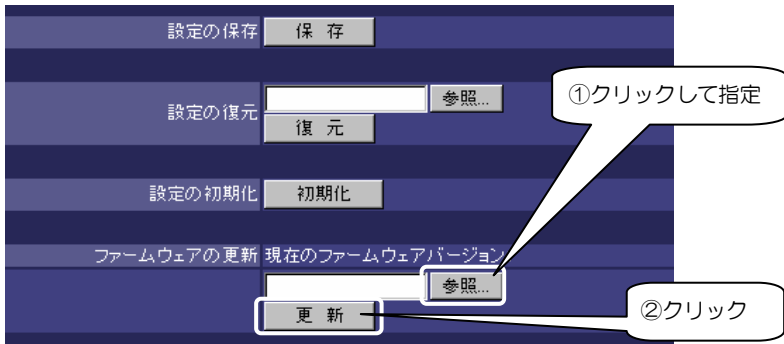 設定の保存 保 存
設定の復元 参照...
復 元
①クリックして指定
設定の初期化 初期化
ファームウェアの更新 現在のファームウェアバージョン
参照...
更 新
②クリック